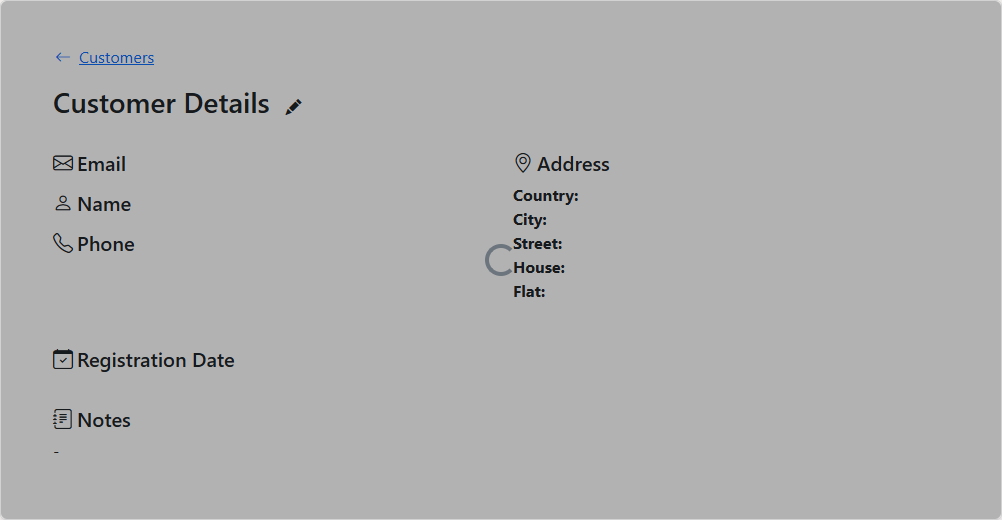 Customers
Customer Details
Email
Name
Phone
Address
Country:
City:
Street:
House:
Flat:
Registration Date
Notes
-